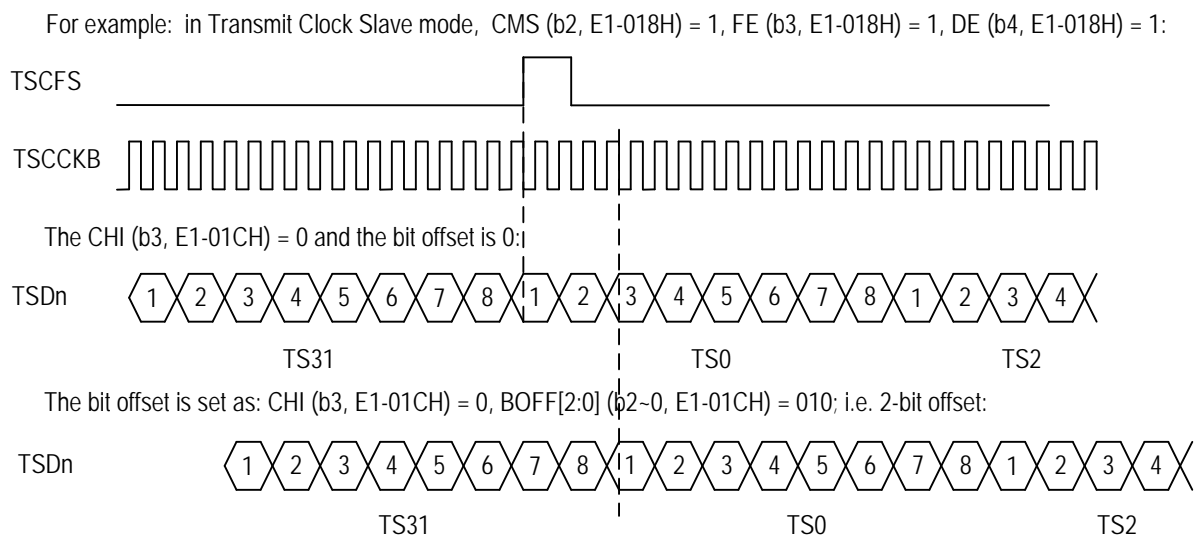 For example: in Transmit Clock Slave mode, CMS (b2, E1-018H) = 1, FE (b3, E1-018H) = 1, DE (b4, E1-018H) = 1:
TSCFS
TSCCKB
The CHI (b3, E1-01CH) = 0 and the bit offset is 0:
TSDn 1 2 3 4 5 6 7 8 1 2 3 4 5 6 7 8 1 2 3 4
TS31 TS0 TS2
The bit offset is set as: CHI (b3, E1-01CH) = 0, BOFF[2:0] (b2~0, E1-01CH) = 010; i.e. 2-bit offset:
TSDn 1 2 3 4 5 6 7 8 1 2 3 4 5 6 7 8 1 2 3 4
TS31 TS0 TS2